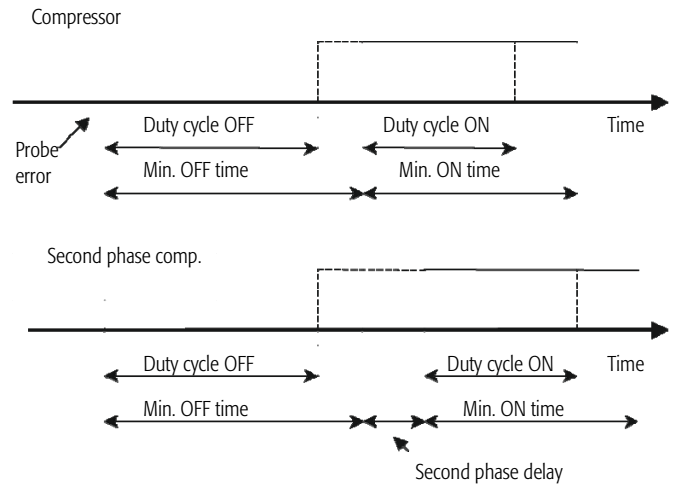 Compressor
Duty cycle OFF
Duty cycle ON
Time
Probe
error
Min. OFF time
Min. ON time
Second phase comp.
Duty cycle OFF
Duty cycle ON
Time
Min. OFF time
Min. ON time
Second phase delay